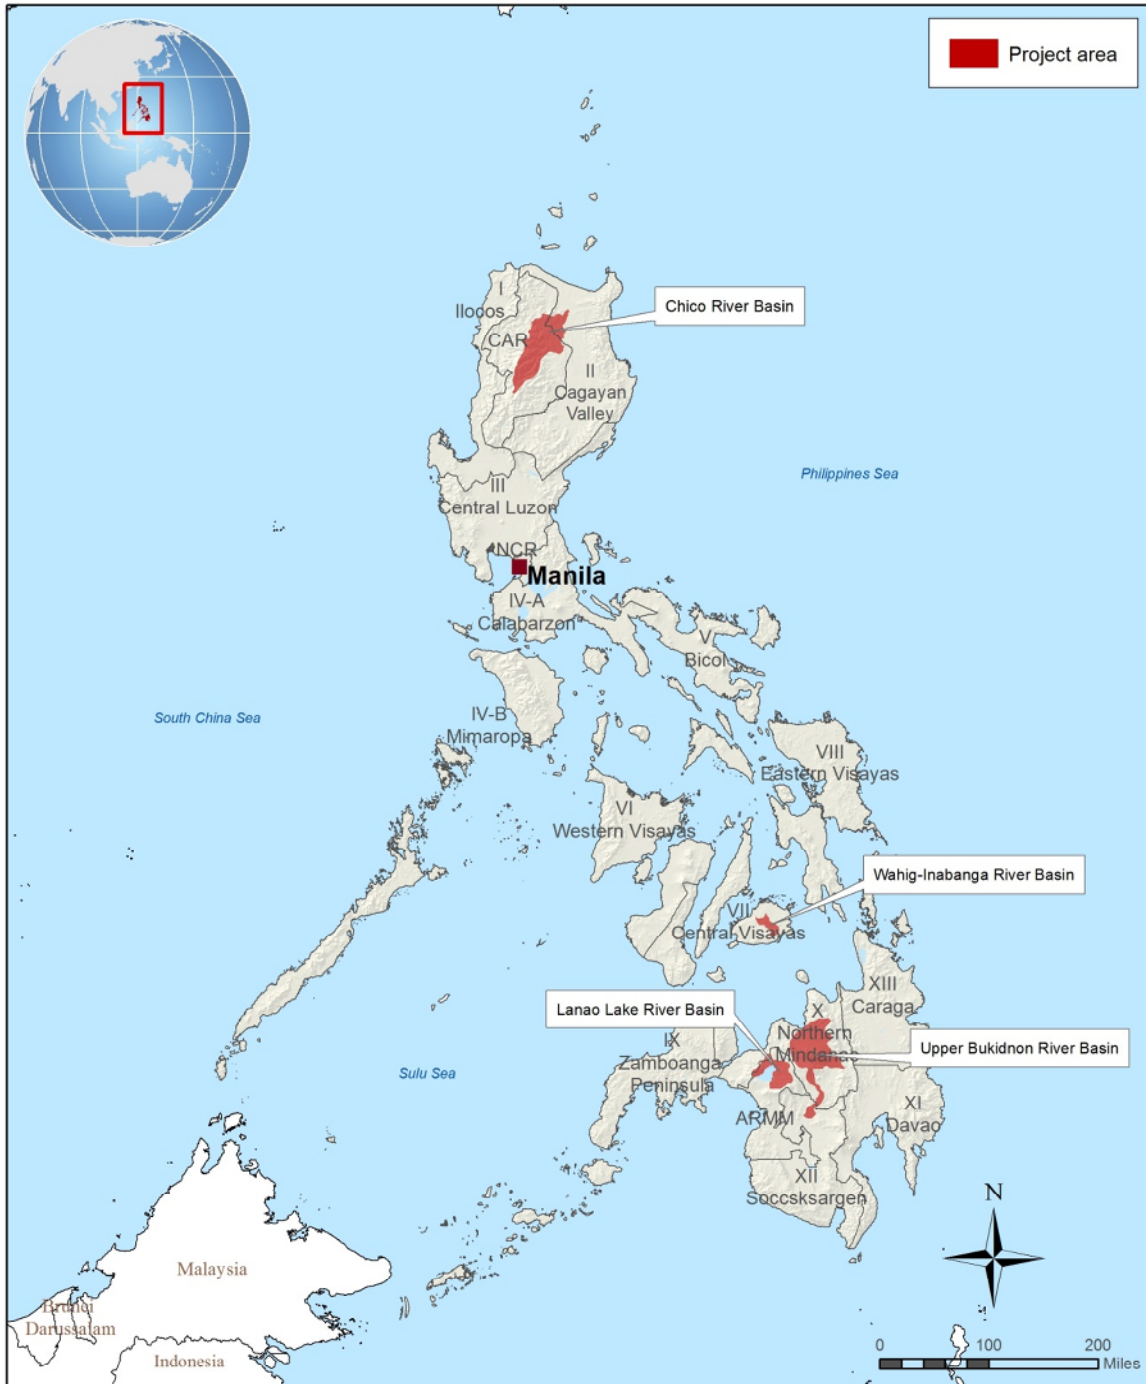 Project area
Chico River Basin
I
Ilocos
CAR
II
Cagayan
Valley
Philippines Sea
III
Central Luzon
NCR
Manila
IV-A
Calabarzon
V
Bicol
South China Sea
IV-B
Mimaropa
VIII
Eastern Visayas
VI
Western Visayas
Wahig-Inabanga River Basin
VII
Central Visayas
XIII
Caraga
Lanao Lake River Basin
X
Northern
Mindanao
Upper Bukidnon River Basin
IX
Zamboanga
Peninsula
Sulu Sea
XI
Davao
ARMM
XII
Soccsksargen
N
Malaysia
Brunei
Darussalam
Indonesia
0 100 200
Miles